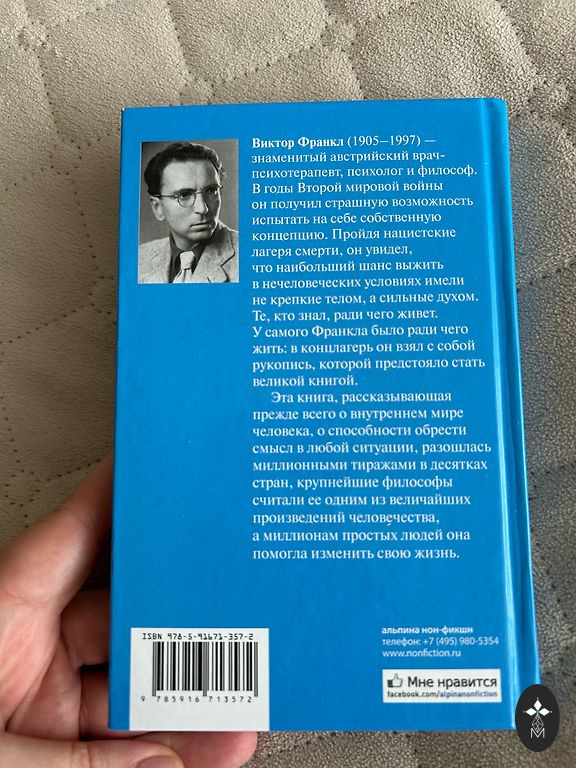 Виктор Франкл (1905–1997) —
знаменитый австрийский врач-
психотерапевт, психолог и философ.
В годы Второй мировой войны
он получил страшную возможность
испытать на себе собственную
концепцию. Пройдя нацистские
лагеря смерти, он увидел,
что наибольший шанс выжить
в нечеловеческих условиях имели
не крепкие телом, а сильные духом.
Те, кто знал, ради чего живет.
У самого Франкла было ради чего
жить: в концлагерь он взял с собой
рукопись, которой предстояло стать
великой книгой.
Эта книга, рассказывающая
прежде всего о внутреннем мире
человека, о способности обрести
смысл в любой ситуации, разошлась
миллионными тиражами в десятках
стран, крупнейшие философы
считали ее одним из величайших
произведений человечества,
а миллионам простых людей она
помогла изменить свою жизнь.
ISBN 978-5-91671-357-2
9 785916 713572
альпина нон-фикшн
телефон: +7 (495) 980-5354
www.nonfiction.ru
Мне нравится
facebook.com/alpinanonfiction
M